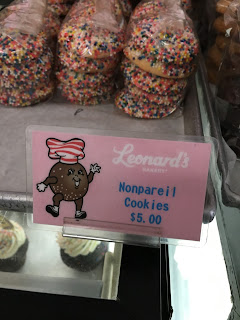 Leonard's
BAKERY
Nonpareil
Cookies
$5.00